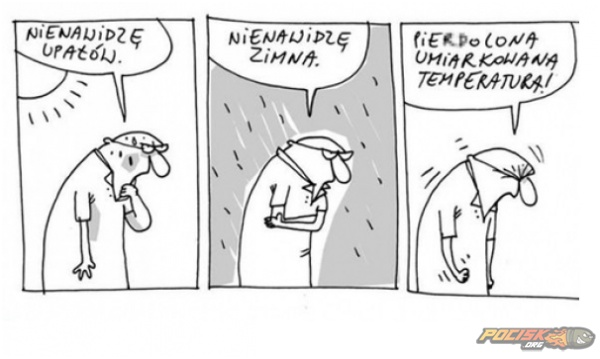 NIENAWIDZĘ
UPAŁÓW.
NIENAWIDZĘ
ZIMNA.
PIERDOLONA
UMIARKOWANA
TEMPERATURA!
POCISK
.ORG